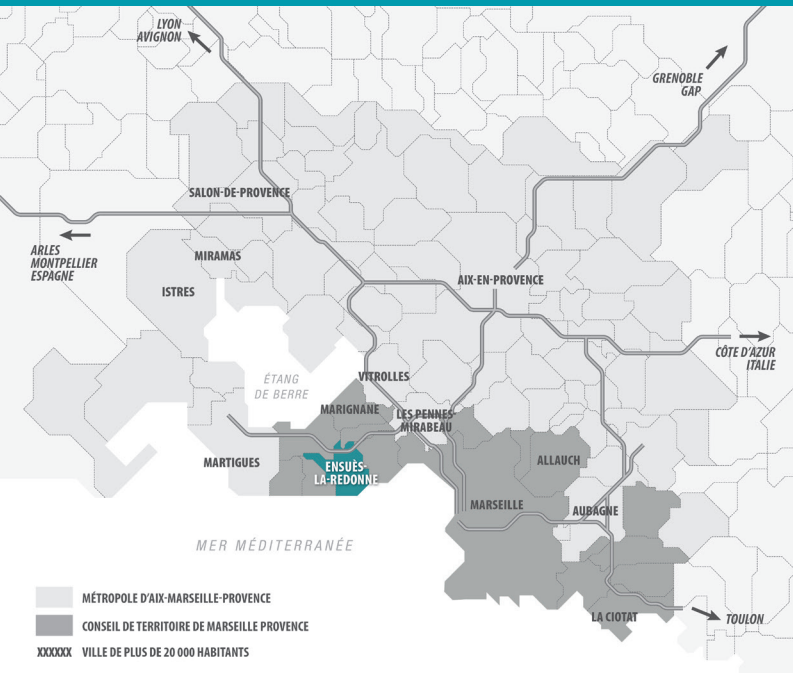 LYON
AVIGNON
GRENOBLE
GAP
SALON-DE-PROVENCE
ARLES
MONTPELLIER
ESPAGNE
MIRAMAS
ISTRES
AIX-EN-PROVENCE
CÔTE D'AZUR
ITALIE
ÉTANG
DE BERRE
VITROLLES
MARIGNANE
LES PENNES-
MIRABEAU
MARTIGUES
ENSUÈS-
LA-REDONNE
ALLAUCH
MARSEILLE
AUBAGNE
MER MÉDITERRANÉE
LA CIOTAT
TOULON
MÉTROPOLE D'AIX-MARSEILLE-PROVENCE
CONSEIL DE TERRITOIRE DE MARSEILLE PROVENCE
XXXXXX VILLE DE PLUS DE 20 000 HABITANTS